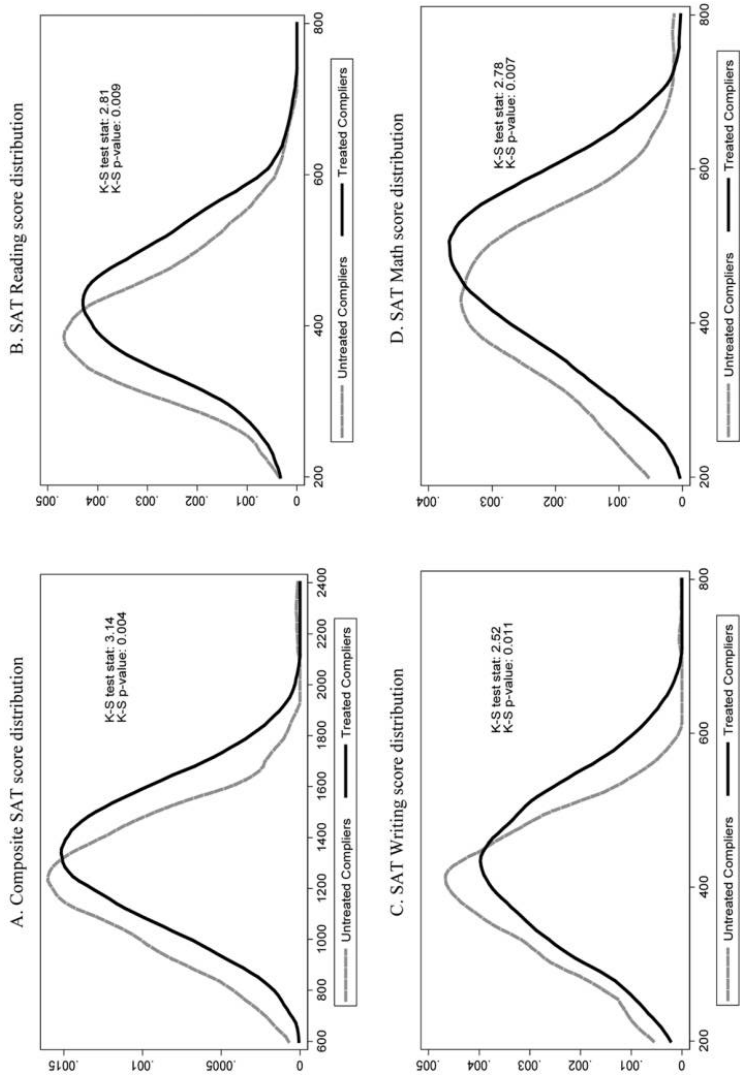 A. Composite SAT score distribution
.0015
.001
.0005
0
K-S test stat: 3.14
K-S p-value: 0.004
600 800 1000 1200 1400 1600 1800 2000 2200 2400
Untreated Compliers Treated Compliers
B. SAT Reading score distribution
.005
.004
.003
.002
.001
0
K-S test stat: 2.81
K-S p-value: 0.009
200 400 600 800
Untreated Compliers Treated Compliers
C. SAT Writing score distribution
.005
.004
.003
.002
.001
0
K-S test stat: 2.52
K-S p-value: 0.011
200 400 600 800
Untreated Compliers Treated Compliers
D. SAT Math score distribution
.004
.003
.002
.001
0
K-S test stat: 2.78
K-S p-value: 0.007
200 400 600 800
Untreated Compliers Treated Compliers